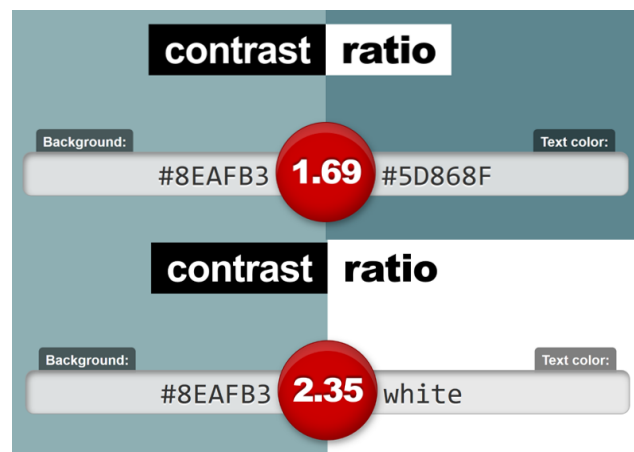 contrast ratio
Background: Text color:
#8EAFB3 1.69 #5D868F
contrast ratio
Background: Text color:
#8EAFB3 2.35 white